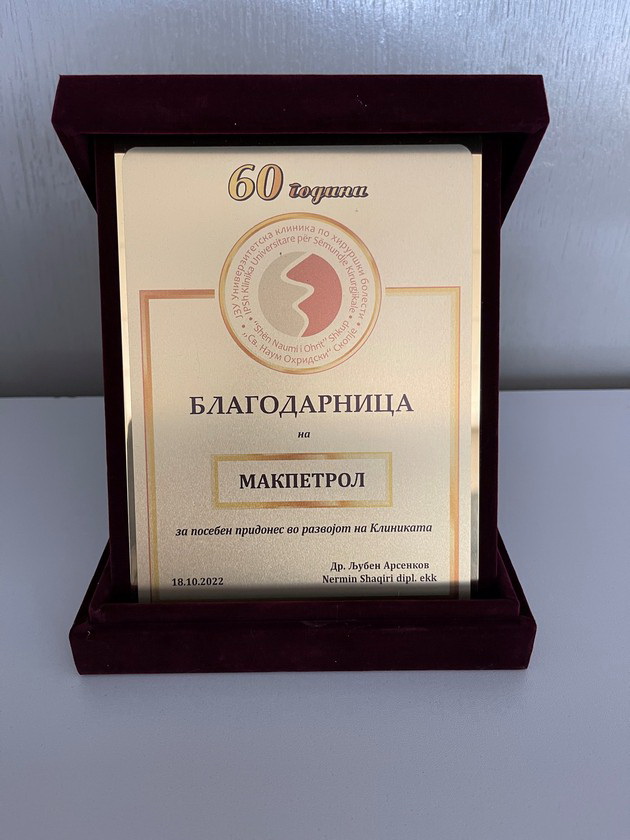 60 години
ЈЗУ Универзитетска клиника по хируршки болести
IPSh Klinika Universitare për Sëmundje Kirurgjikale
"Shën Naumi i Ohrit" Shkup
"Св. Наум Охридски" Скопје
БЛАГОДАРНИЦА
на
МАКПЕТРОЛ
за посебен придонес во развојот на Клиниката
Др. Љубен Арсенков
18.10.2022 Nermin Shaqiri dipl. ekk